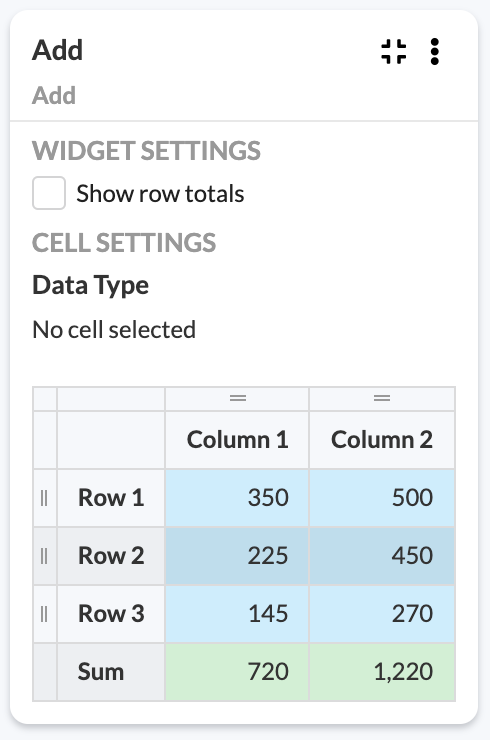 Add
Add
WIDGET SETTINGS
Show row totals
CELL SETTINGS
Data Type
No cell selected
Column 1 Column 2
Row 1 350 500
Row 2 225 450
Row 3 145 270
Sum 720 1,220